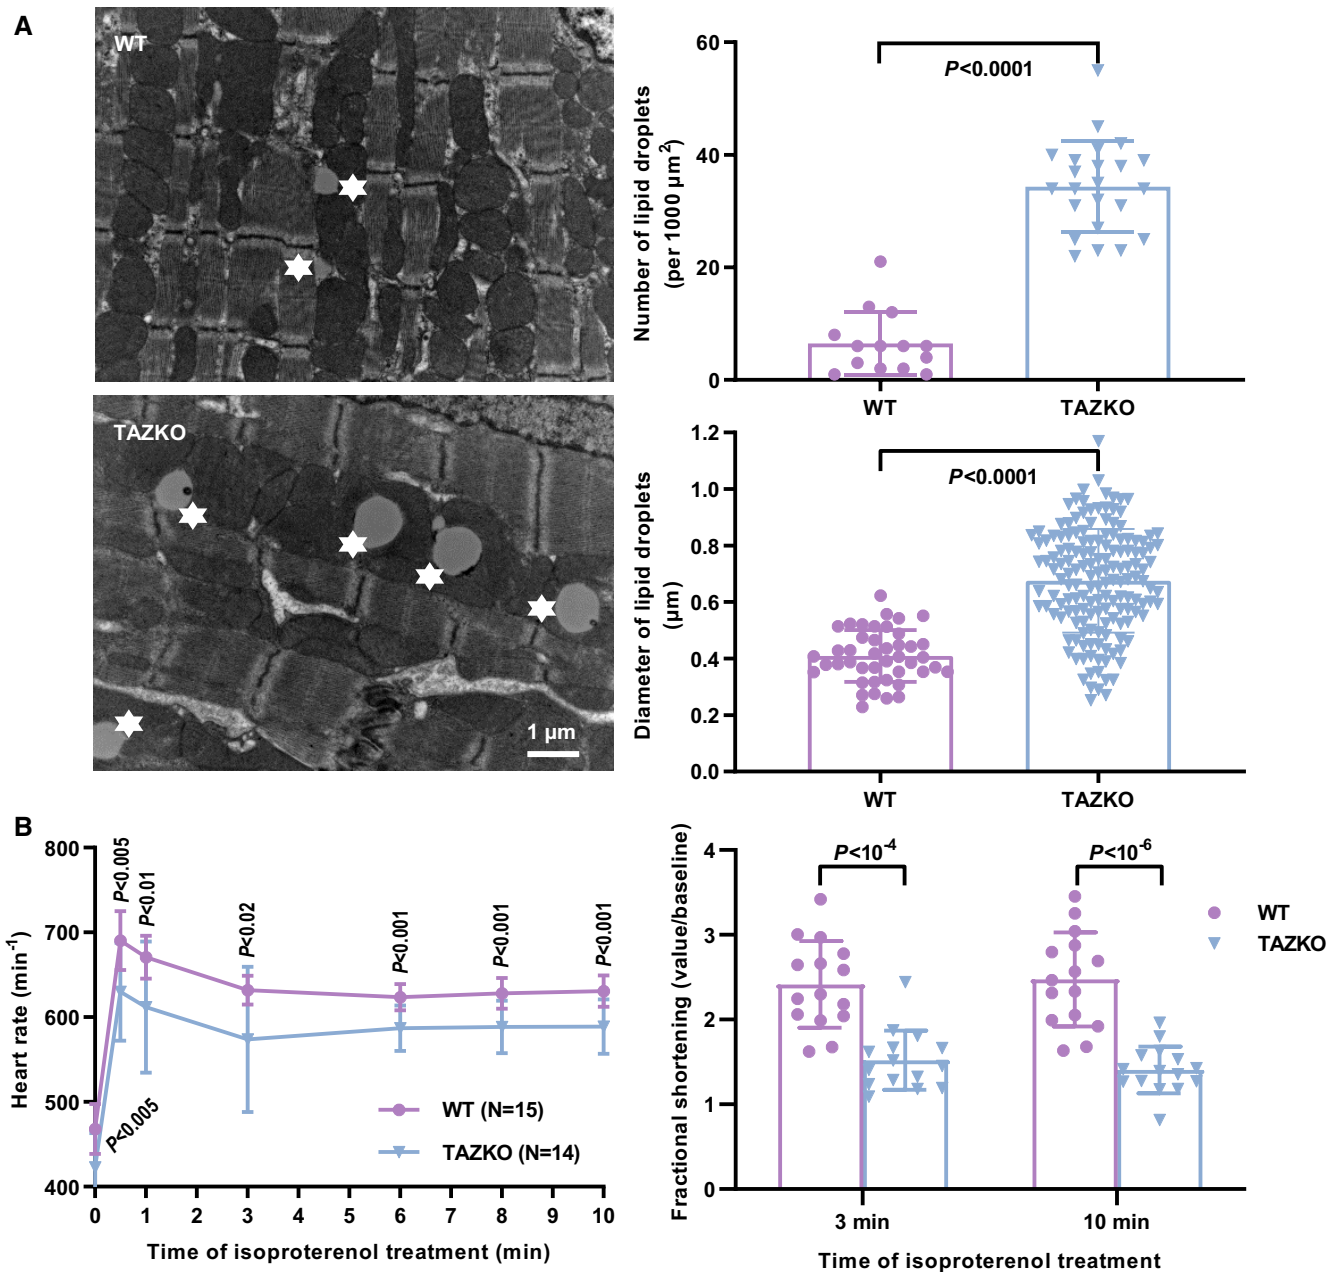 A
WT
TAZKO
1 µm
Number of lipid droplets
(per 1000 µm2)
60
40
20
0
P<0.0001
WT
TAZKO
Diameter of lipid droplets
(µm)
1.2
1.0
0.8
0.6
0.4
0.2
0.0
P<0.0001
WT
TAZKO
B
Heart rate (min-1)
800
700
600
500
400
P<0.005
P<0.005
P<0.01
P<0.02
P<0.001
P<0.001
P<0.001
WT (N=15)
TAZKO (N=14)
0 1 2 3 4 5 6 7 8 9 10
Time of isoproterenol treatment (min)
Fractional shortening (value/baseline)
4
3
2
1
0
P<10-4
P<10-6
WT
TAZKO
3 min
10 min
Time of isoproterenol treatment